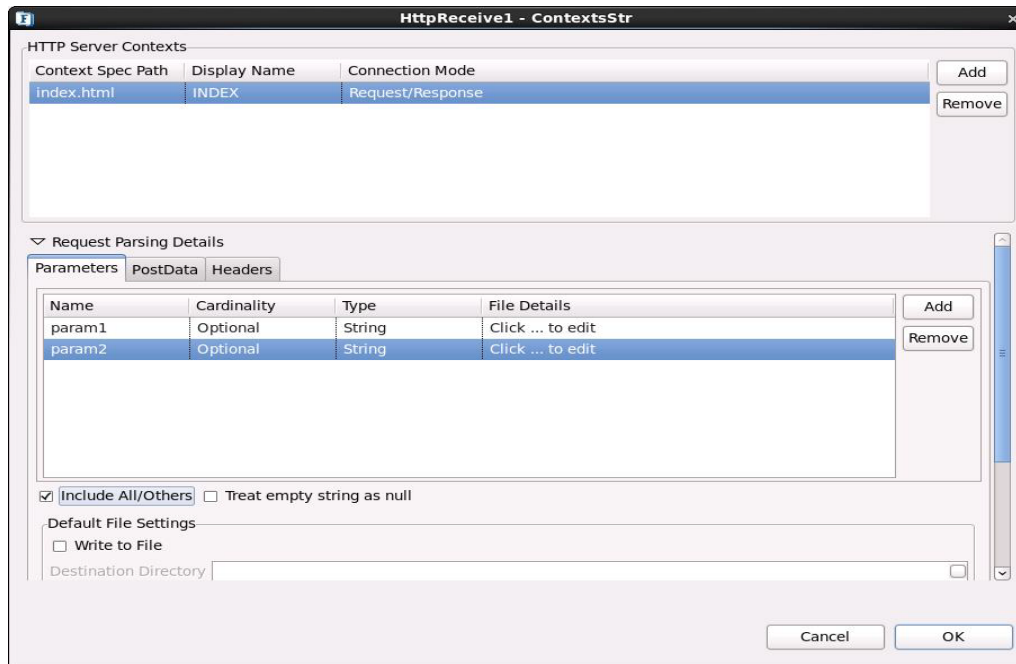 HttpReceive1 - ContextsStr
HTTP Server Contexts
Context Spec Path Display Name Connection Mode
Add
index.html INDEX Request/Response
Remove
Request Parsing Details
Parameters PostData Headers
Name Cardinality Type File Details
Add
param1 Optional String Click ... to edit
Remove
param2 Optional String Click ... to edit
Include All/Others Treat empty string as null
Default File Settings
Write to File
Destination Directory
Cancel OK